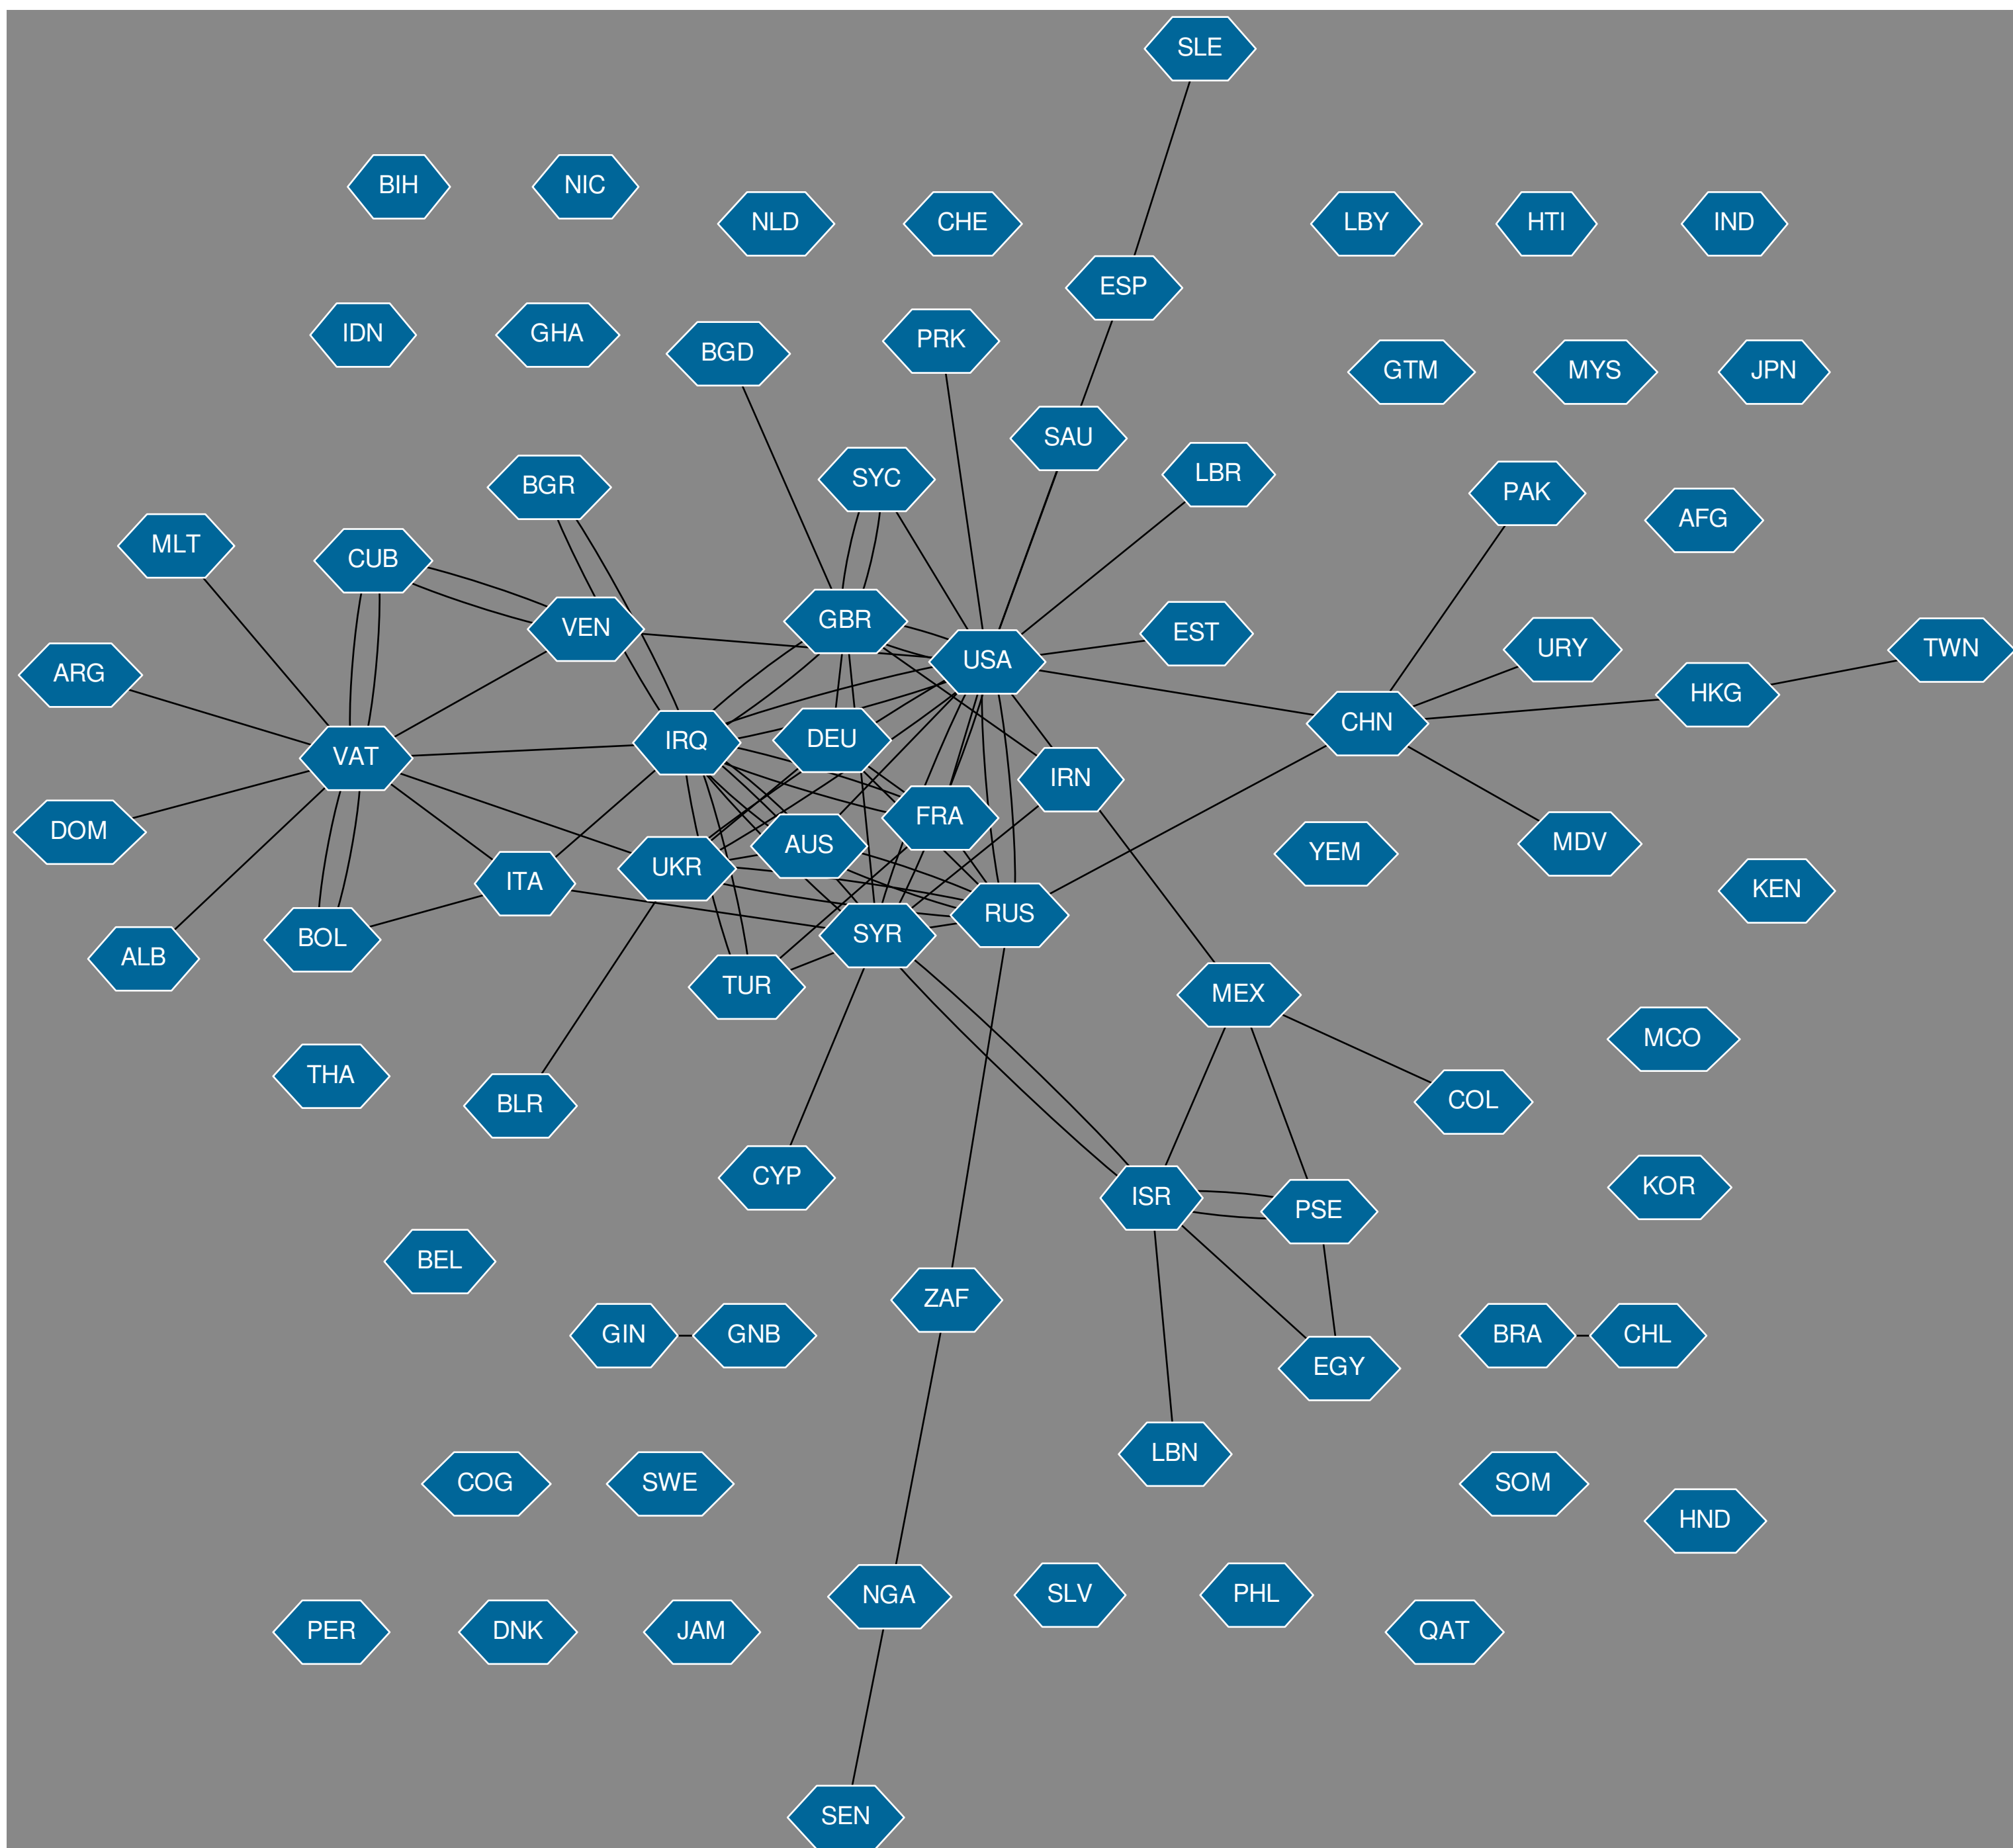 SLE
BIH
NIC
NLD
CHE
LBY
HTI
IND
ESP
IDN
GHA
BGD
PRK
GTM
MYS
JPN
SAU
BGR
SYC
LBR
PAK
AFG
MLT
CUB
VEN
GBR
EST
URY
TWN
ARG
USA
HKG
VAT
IRQ
DEU
CHN
IRN
DOM
FRA
AUS
UKR
YEM
MDV
ITA
KEN
RUS
ALB
BOL
SYR
TUR
MEX
MCO
THA
BLR
COL
CYP
ISR
PSE
KOR
BEL
ZAF
GIN
GNB
BRA
CHL
EGY
LBN
COG
SWE
SOM
HND
NGA
SLV
PHL
PER
DNK
JAM
QAT
SEN